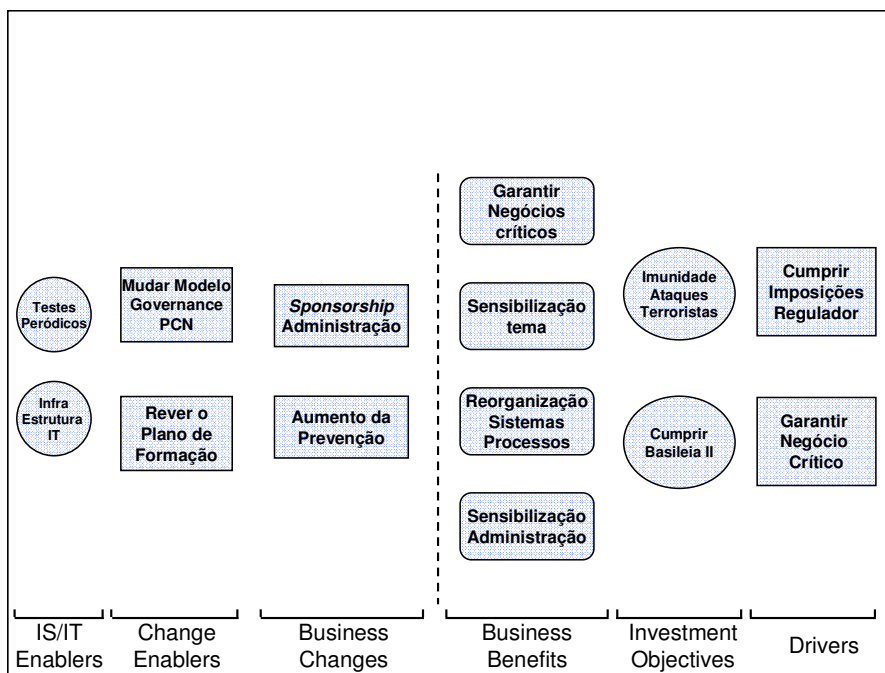 Testes
Periódicos
Infra
Estrutura
IT
Mudar Modelo
Governance
PCN
Rever o
Plano de
Formação
Sponsorship
Administração
Aumento da
Prevenção
Garantir
Negócios
críticos
Sensibilização
tema
Reorganização
Sistemas
Processos
Sensibilização
Administração
Imunidade
Ataques
Terroristas
Cumprir
Basileia II
Cumprir
Imposições
Regulador
Garantir
Negócio
Crítico
IS/IT
Enablers
Change
Enablers
Business
Changes
Business
Benefits
Investment
Objectives
Drivers